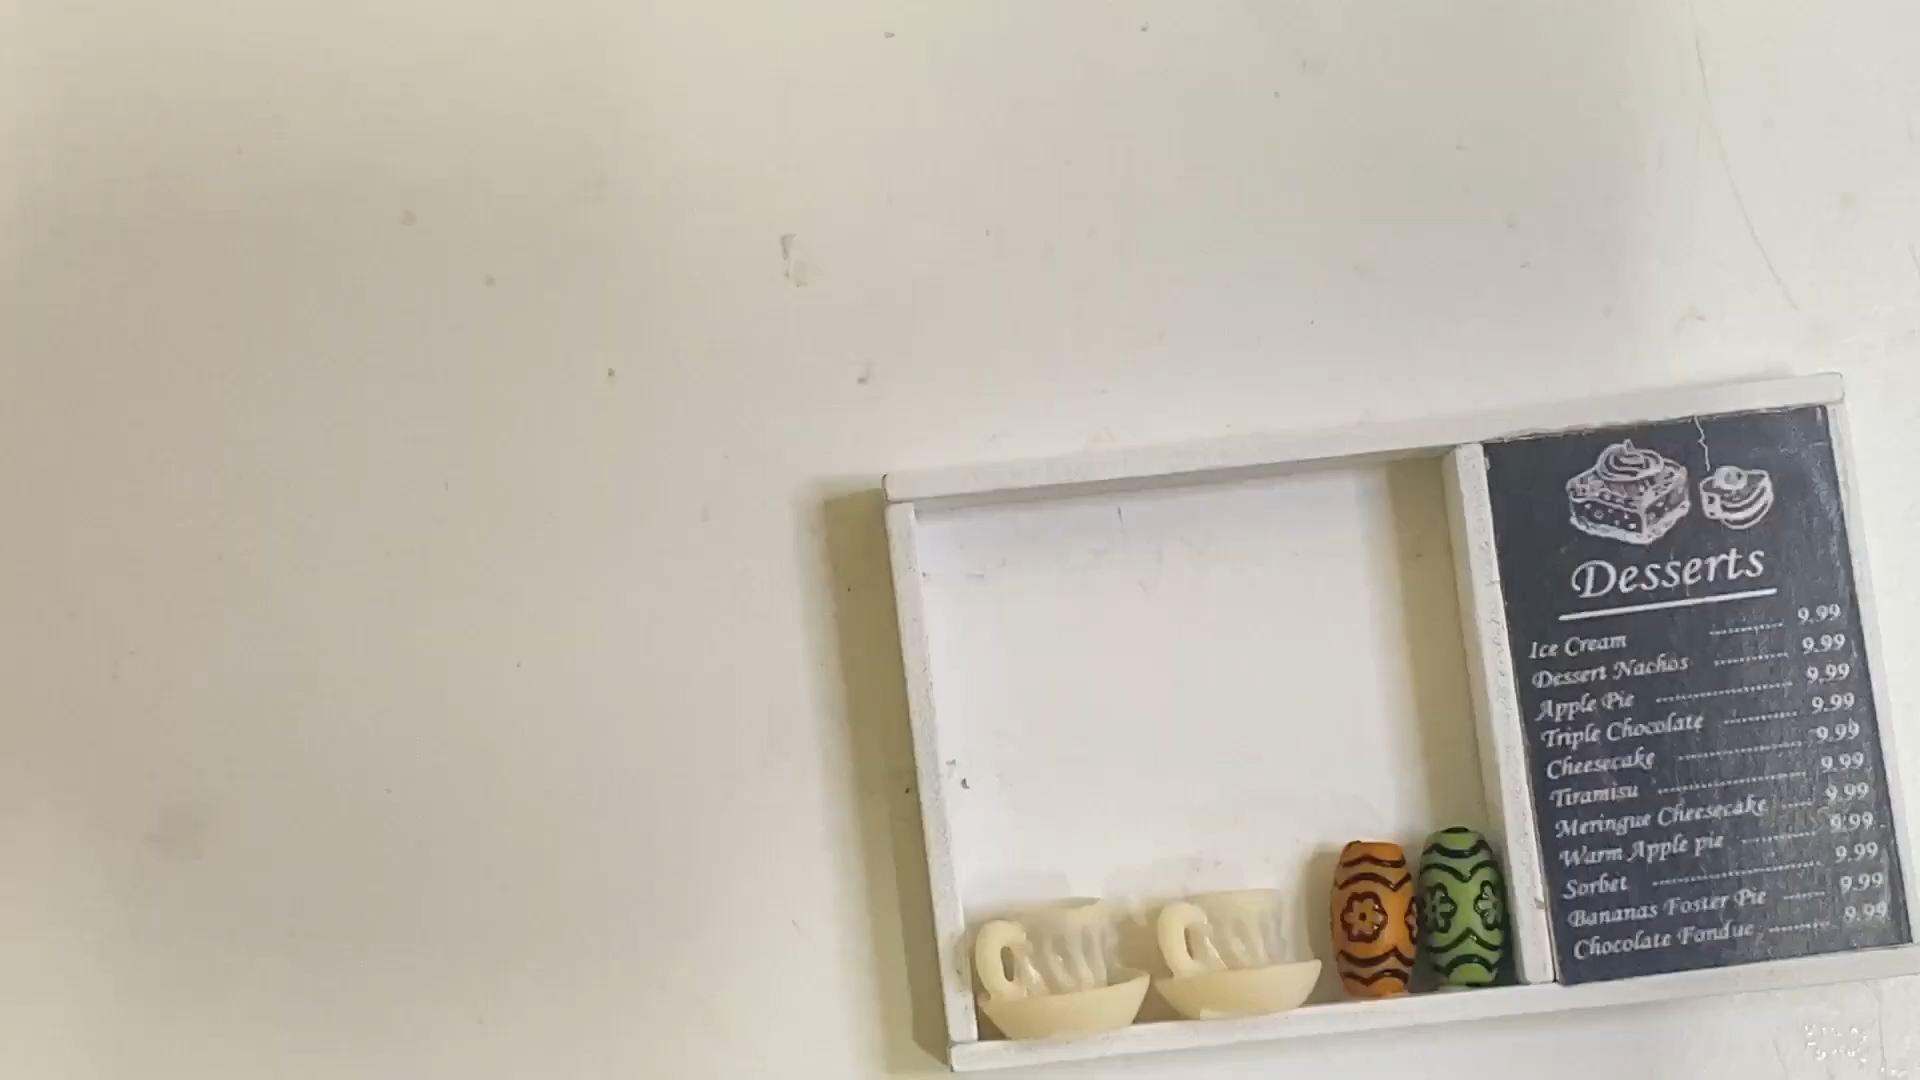 Desserts
Ice Cream .......... 9.99
Dessert Nachos .......... 9.99
Apple Pie .......... 9.99
Triple Chocolate .......... 9.99
Cheesecake .......... 9.99
Tiramisu .......... 9.99
Meringue Cheesecake .......... 9.99
Warm Apple pie .......... 9.99
Sorbet .......... 9.99
Bananas Foster Pie .......... 9.99
Chocolate Fondue .......... 9.99